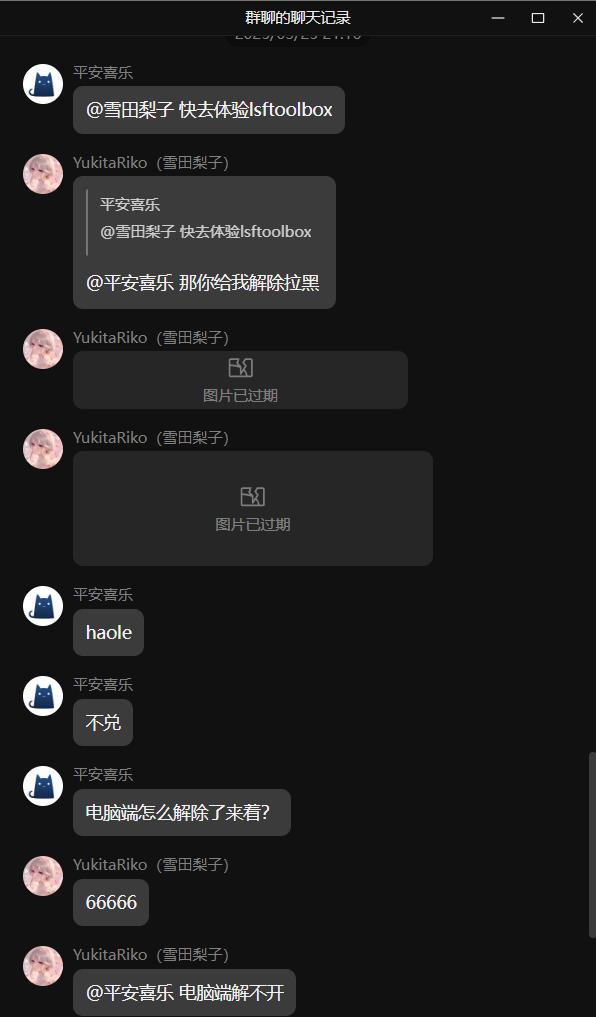 群聊的聊天记录
平安喜乐
@雪田梨子 快去体验lsftoolbox
YukitaRiko（雪田梨子）
平安喜乐
@雪田梨子 快去体验lsftoolbox
@平安喜乐 那你给我解除拉黑
YukitaRiko（雪田梨子）
图片已过期
YukitaRiko（雪田梨子）
图片已过期
平安喜乐
haole
平安喜乐
不兑
平安喜乐
电脑端怎么解除了来着？
YukitaRiko（雪田梨子）
66666
YukitaRiko（雪田梨子）
@平安喜乐 电脑端解不开